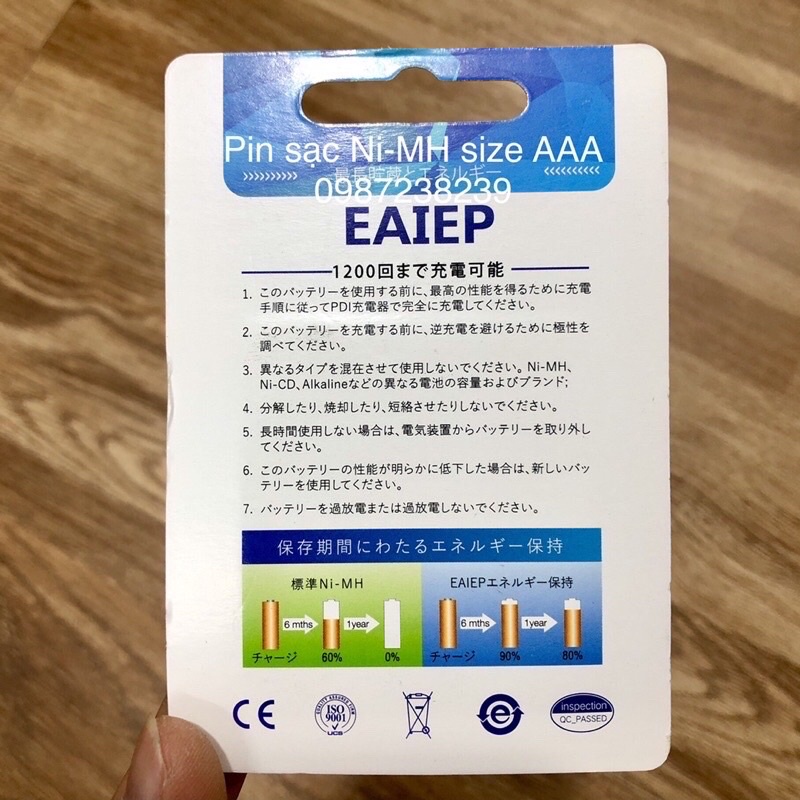 Pin sạc Ni-MH size AAA
»»»»»» 最長貯蔵とエネルギー ««««««
0987238239
EAIEP
1200回まで充電可能
1. このバッテリーを使用する前に、最高の性能を得るために充電
手順に従ってPDI充電器で完全に充電してください。
2. このバッテリーを充電する前に、逆充電を避けるために極性を
調べてください。
3. 異なるタイプを混在させて使用しないでください。Ni-MH、
Ni-CD、Alkalineなどの異なる電池の容量およびブランド;
4. 分解したり、焼却したり、短絡させたりしないでください。
5. 長時間使用しない場合は、電気装置からバッテリーを取り外し
てください。
6. このバッテリーの性能が明らかに低下した場合は、新しいバッ
テリーを使用してください。
7. バッテリーを過放電または過放電しないでください。
保存期間にわたるエネルギー保持
標準Ni-MH EAIEPエネルギー保持
6 mths 1year 6 mths 1year
チャージ 60% 0% チャージ 90% 80%
CE
QUALITY ASSURED FIRM
ISO
9001
UCS
e
inspection
QC_PASSED